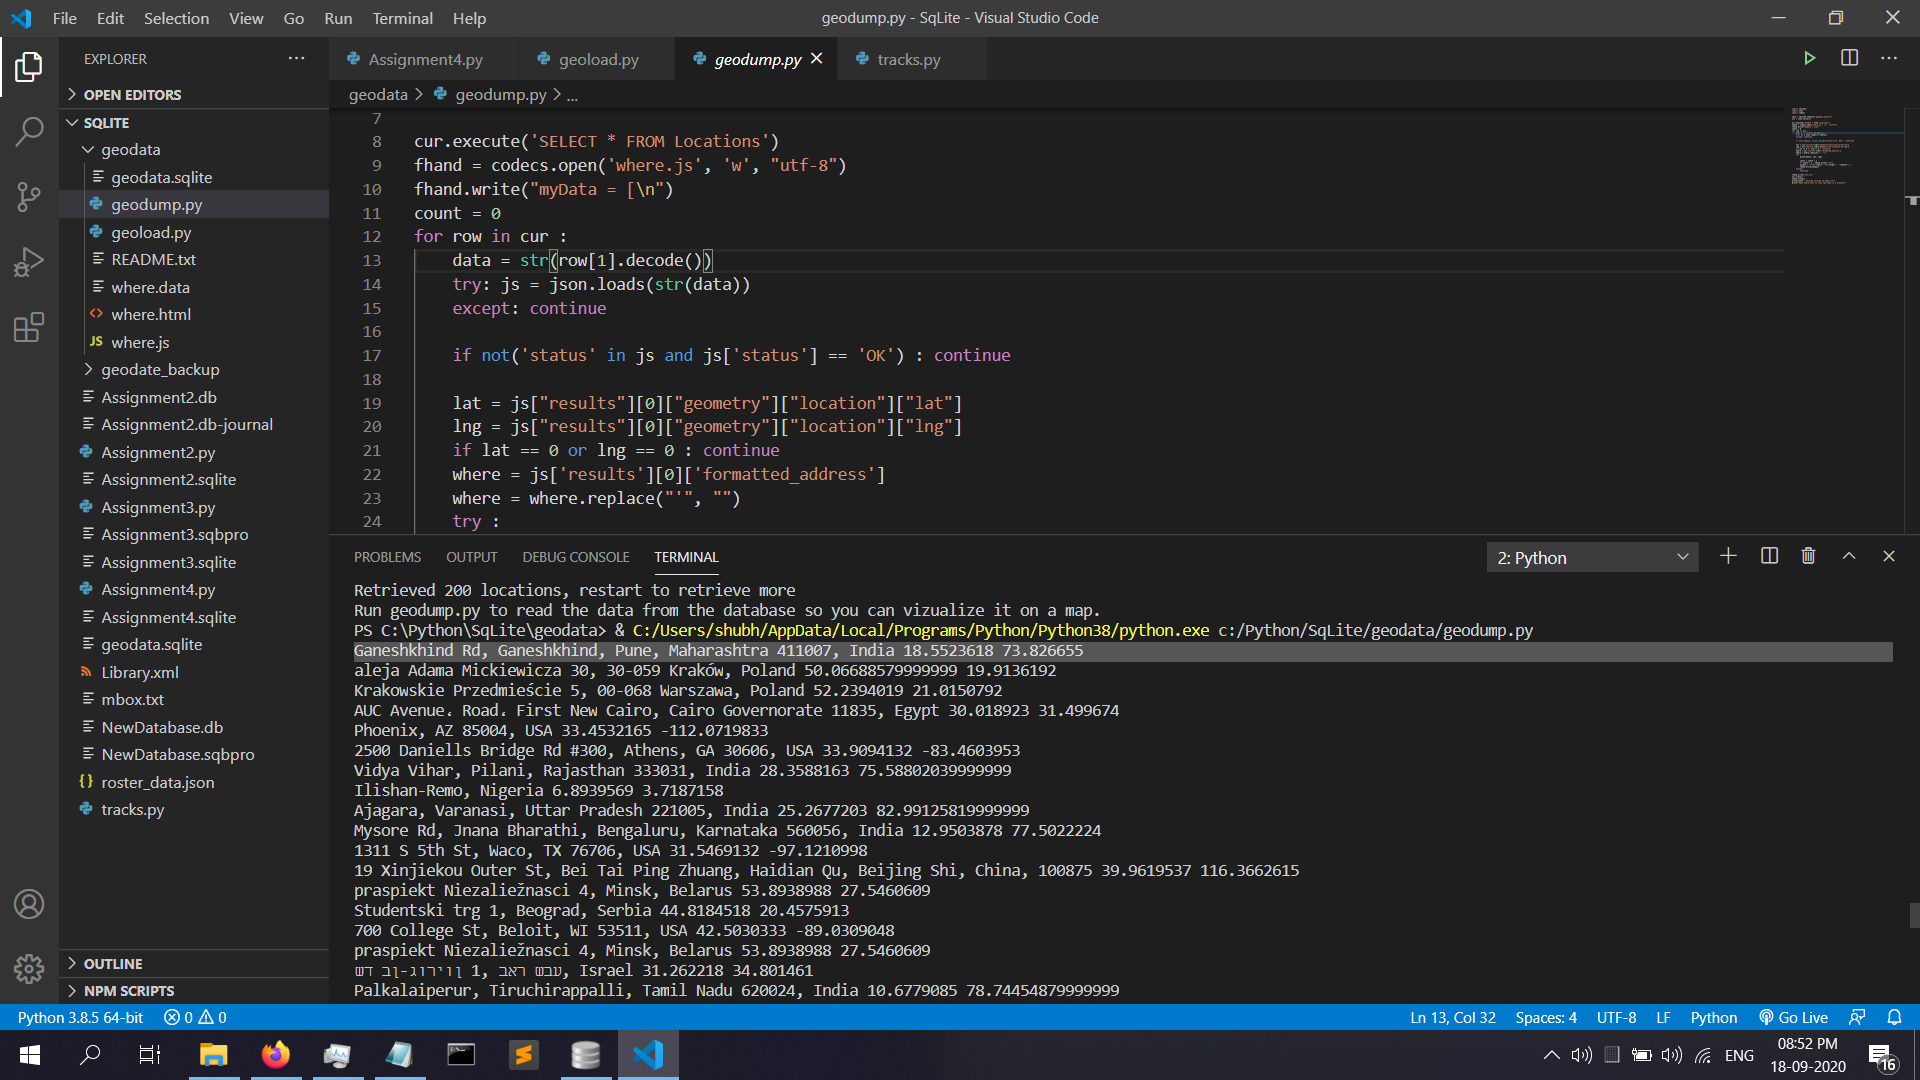 File Edit Selection View Go Run Terminal Help
geodump.py - SqLite - Visual Studio Code
EXPLORER
OPEN EDITORS
SQLITE
geodata
geodata.sqlite
geodump.py
geoload.py
README.txt
where.data
where.html
JS where.js
geodate_backup
Assignment2.db
Assignment2.db-journal
Assignment2.py
Assignment2.sqlite
Assignment3.py
Assignment3.sqbpro
Assignment3.sqlite
Assignment4.py
Assignment4.sqlite
geodata.sqlite
Library.xml
mbox.txt
NewDatabase.db
NewDatabase.sqbpro
{} roster_data.json
tracks.py
OUTLINE
NPM SCRIPTS
Assignment4.py geoload.py geodump.py tracks.py
geodata > geodump.py > ...
7
8 cur.execute('SELECT * FROM Locations')
9 fhand = codecs.open('where.js', 'w', "utf-8")
10 fhand.write("myData = [\n")
11 count = 0
12 for row in cur :
13 data = str(row[1].decode())
14 try: js = json.loads(str(data))
15 except: continue
16
17 if not('status' in js and js['status'] == 'OK') : continue
18
19 lat = js["results"][0]["geometry"]["location"]["lat"]
20 lng = js["results"][0]["geometry"]["location"]["lng"]
21 if lat == 0 or lng == 0 : continue
22 where = js['results'][0]['formatted_address']
23 where = where.replace("'", "")
24 try :
PROBLEMS OUTPUT DEBUG CONSOLE TERMINAL
2: Python
Retrieved 200 locations, restart to retrieve more
Run geodump.py to read the data from the database so you can vizualize it on a map.
PS C:\Python\SqLite\geodata> & C:/Users/shubh/AppData/Local/Programs/Python/Python38/python.exe c:/Python/SqLite/geodata/geodump.py
Ganeshkhind Rd, Ganeshkhind, Pune, Maharashtra 411007, India 18.5523618 73.826655
aleja Adama Mickiewicza 30, 30-059 Kraków, Poland 50.06688579999999 19.9136192
Krakowskie Przedmieście 5, 00-068 Warszawa, Poland 52.2394019 21.0150792
AUC Avenue، Road، First New Cairo, Cairo Governorate 11835, Egypt 30.018923 31.499674
Phoenix, AZ 85004, USA 33.4532165 -112.0719833
2500 Daniells Bridge Rd #300, Athens, GA 30606, USA 33.9094132 -83.4603953
Vidya Vihar, Pilani, Rajasthan 333031, India 28.3588163 75.58802039999999
Ilishan-Remo, Nigeria 6.8939569 3.7187158
Ajagara, Varanasi, Uttar Pradesh 221005, India 25.2677203 82.99125819999999
Mysore Rd, Jnana Bharathi, Bengaluru, Karnataka 560056, India 12.9503878 77.5022224
1311 S 5th St, Waco, TX 76706, USA 31.5469132 -97.1210998
19 Xinjiekou Outer St, Bei Tai Ping Zhuang, Haidian Qu, Beijing Shi, China, 100875 39.9619537 116.3662615
praspiekt Niezaliežnasci 4, Minsk, Belarus 53.8938988 27.5460609
Studentski trg 1, Beograd, Serbia 44.8184518 20.4575913
700 College St, Beloit, WI 53511, USA 42.5030333 -89.0309048
praspiekt Niezaliežnasci 4, Minsk, Belarus 53.8938988 27.5460609
שד בן-גוריון 1, באר שבע, Israel 31.262218 34.801461
Palkalaiperur, Tiruchirappalli, Tamil Nadu 620024, India 10.6779085 78.74454879999999
Python 3.8.5 64-bit 0 0
Ln 13, Col 32 Spaces: 4 UTF-8 LF Python Go Live
ENG
08:52 PM
18-09-2020
16